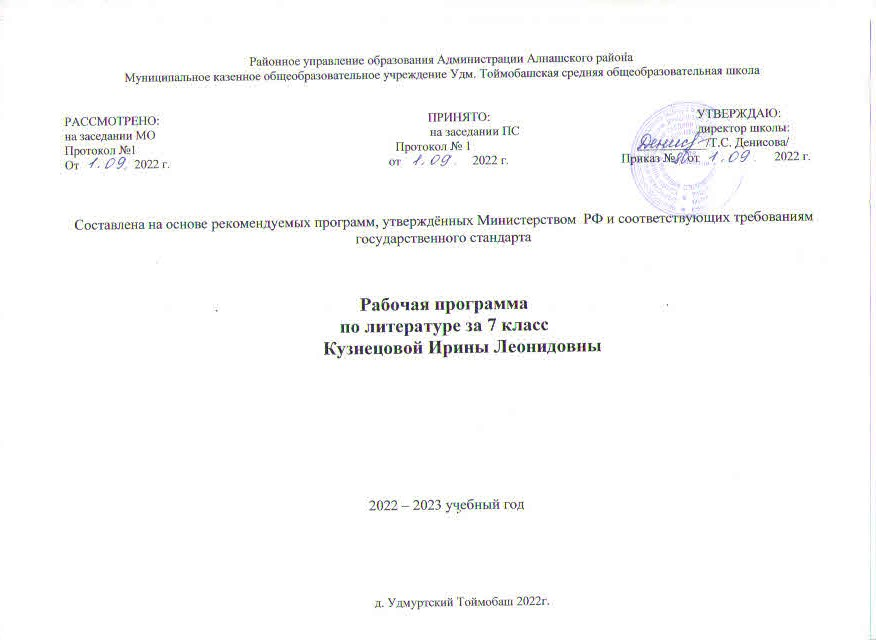 Районное управление образования Администрации Алнашского района
Муниципальное казенное общеобразовательное учреждение Удм. Тоймобашская средняя общеобразовательная школа
РАССМОТРЕНО:
на заседании МО
Протокол №1
От 1.09. 2022 г.
ПРИНЯТО:
на заседании ПС
Протокол № 1
от 1.09. 2022 г.
УТВЕРЖДАЮ:
директор школы:
/Т.С. Денисова/
Приказ № от 1.09. 2022 г.
Составлена на основе рекомендуемых программ, утверждённых Министерством РФ и соответствующих требованиям
государственного стандарта
Рабочая программа
по литературе за 7 класс
Кузнецовой Ирины Леонидовны
2022 – 2023 учебный год
д. Удмуртский Тоймобаш 2022г.